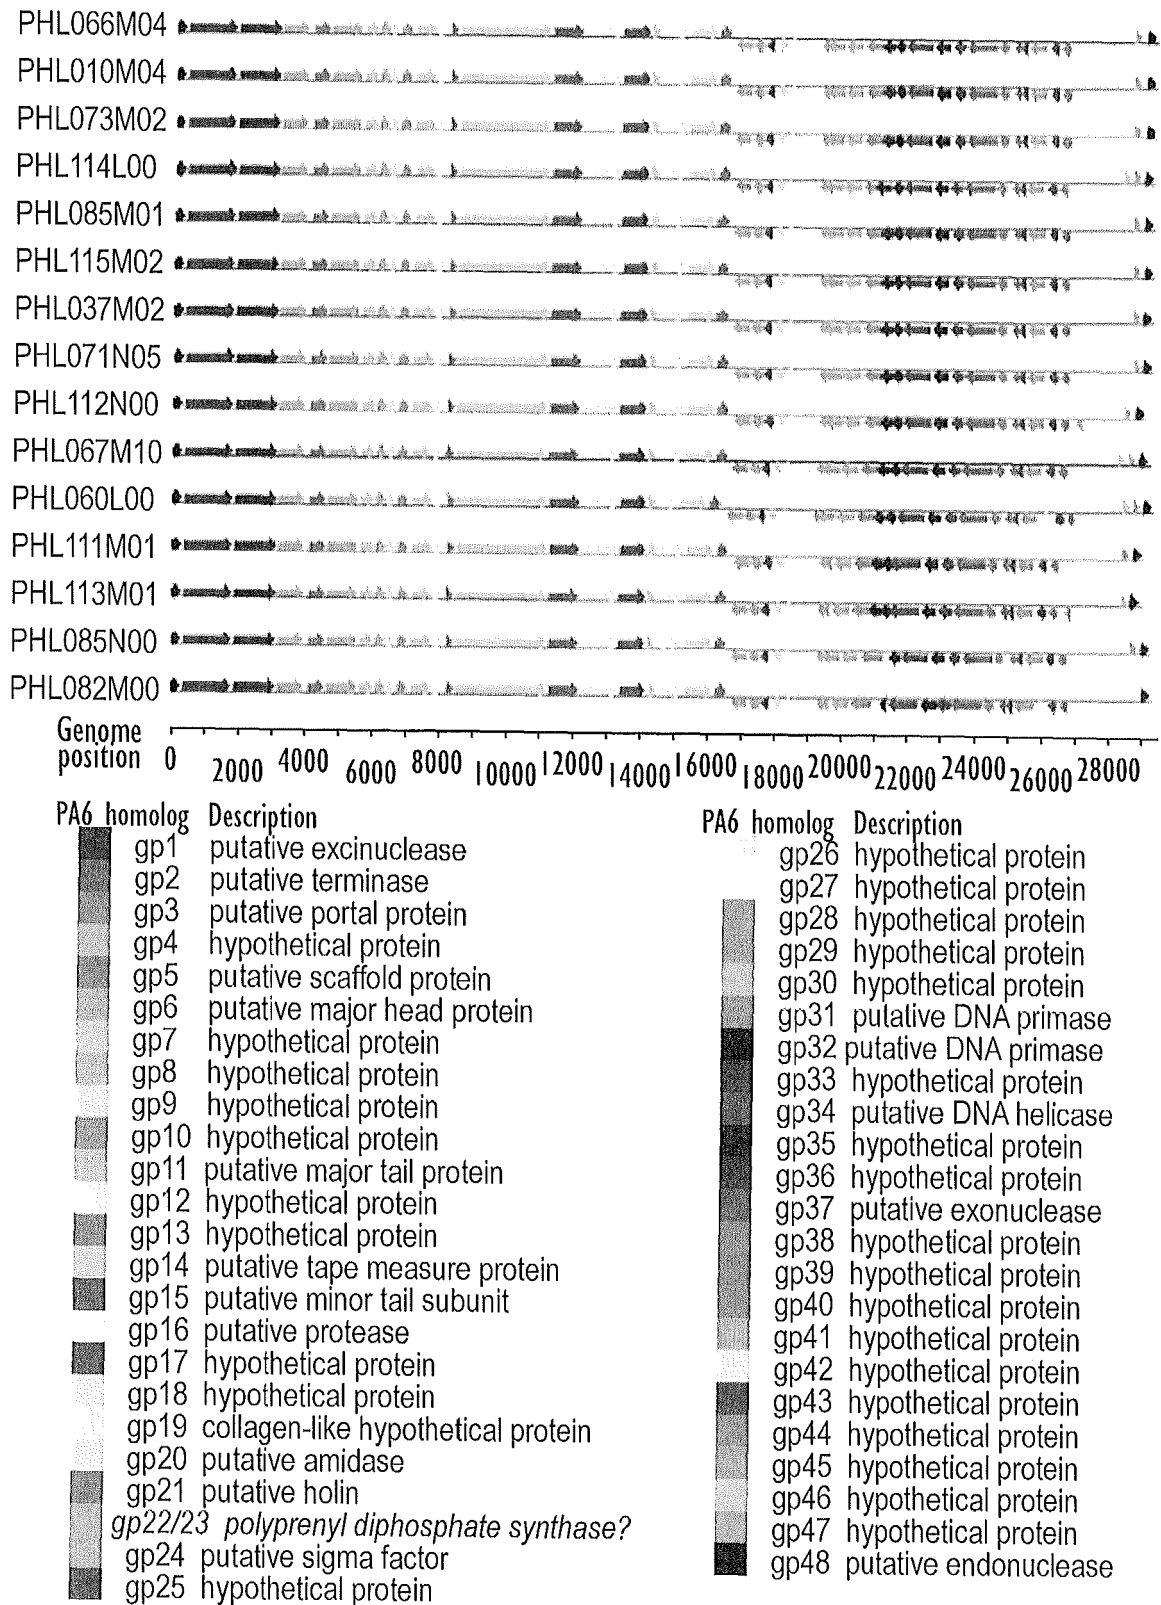 PHL066M04
PHL010M04
PHL073M02
PHL114L00
PHL085M01
PHL115M02
PHL037M02
PHL071N05
PHL112N00
PHL067M10
PHL060L00
PHL111M01
PHL113M01
PHL085N00
PHL082M00
Genome position 0 2000 4000 6000 8000 10000 12000 14000 16000 18000 20000 22000 24000 26000 28000
PA6 homolog Description
gp1 putative excinuclease
gp2 putative terminase
gp3 putative portal protein
gp4 hypothetical protein
gp5 putative scaffold protein
gp6 putative major head protein
gp7 hypothetical protein
gp8 hypothetical protein
gp9 hypothetical protein
gp10 hypothetical protein
gp11 putative major tail protein
gp12 hypothetical protein
gp13 hypothetical protein
gp14 putative tape measure protein
gp15 putative minor tail subunit
gp16 putative protease
gp17 hypothetical protein
gp18 hypothetical protein
gp19 collagen-like hypothetical protein
gp20 putative amidase
gp21 putative holin
gp22/23 polyprenyl diphosphate synthase?
gp24 putative sigma factor
gp25 hypothetical protein
PA6 homolog Description
gp26 hypothetical protein
gp27 hypothetical protein
gp28 hypothetical protein
gp29 hypothetical protein
gp30 hypothetical protein
gp31 putative DNA primase
gp32 putative DNA primase
gp33 hypothetical protein
gp34 putative DNA helicase
gp35 hypothetical protein
gp36 hypothetical protein
gp37 putative exonuclease
gp38 hypothetical protein
gp39 hypothetical protein
gp40 hypothetical protein
gp41 hypothetical protein
gp42 hypothetical protein
gp43 hypothetical protein
gp44 hypothetical protein
gp45 hypothetical protein
gp46 hypothetical protein
gp47 hypothetical protein
gp48 putative endonuclease